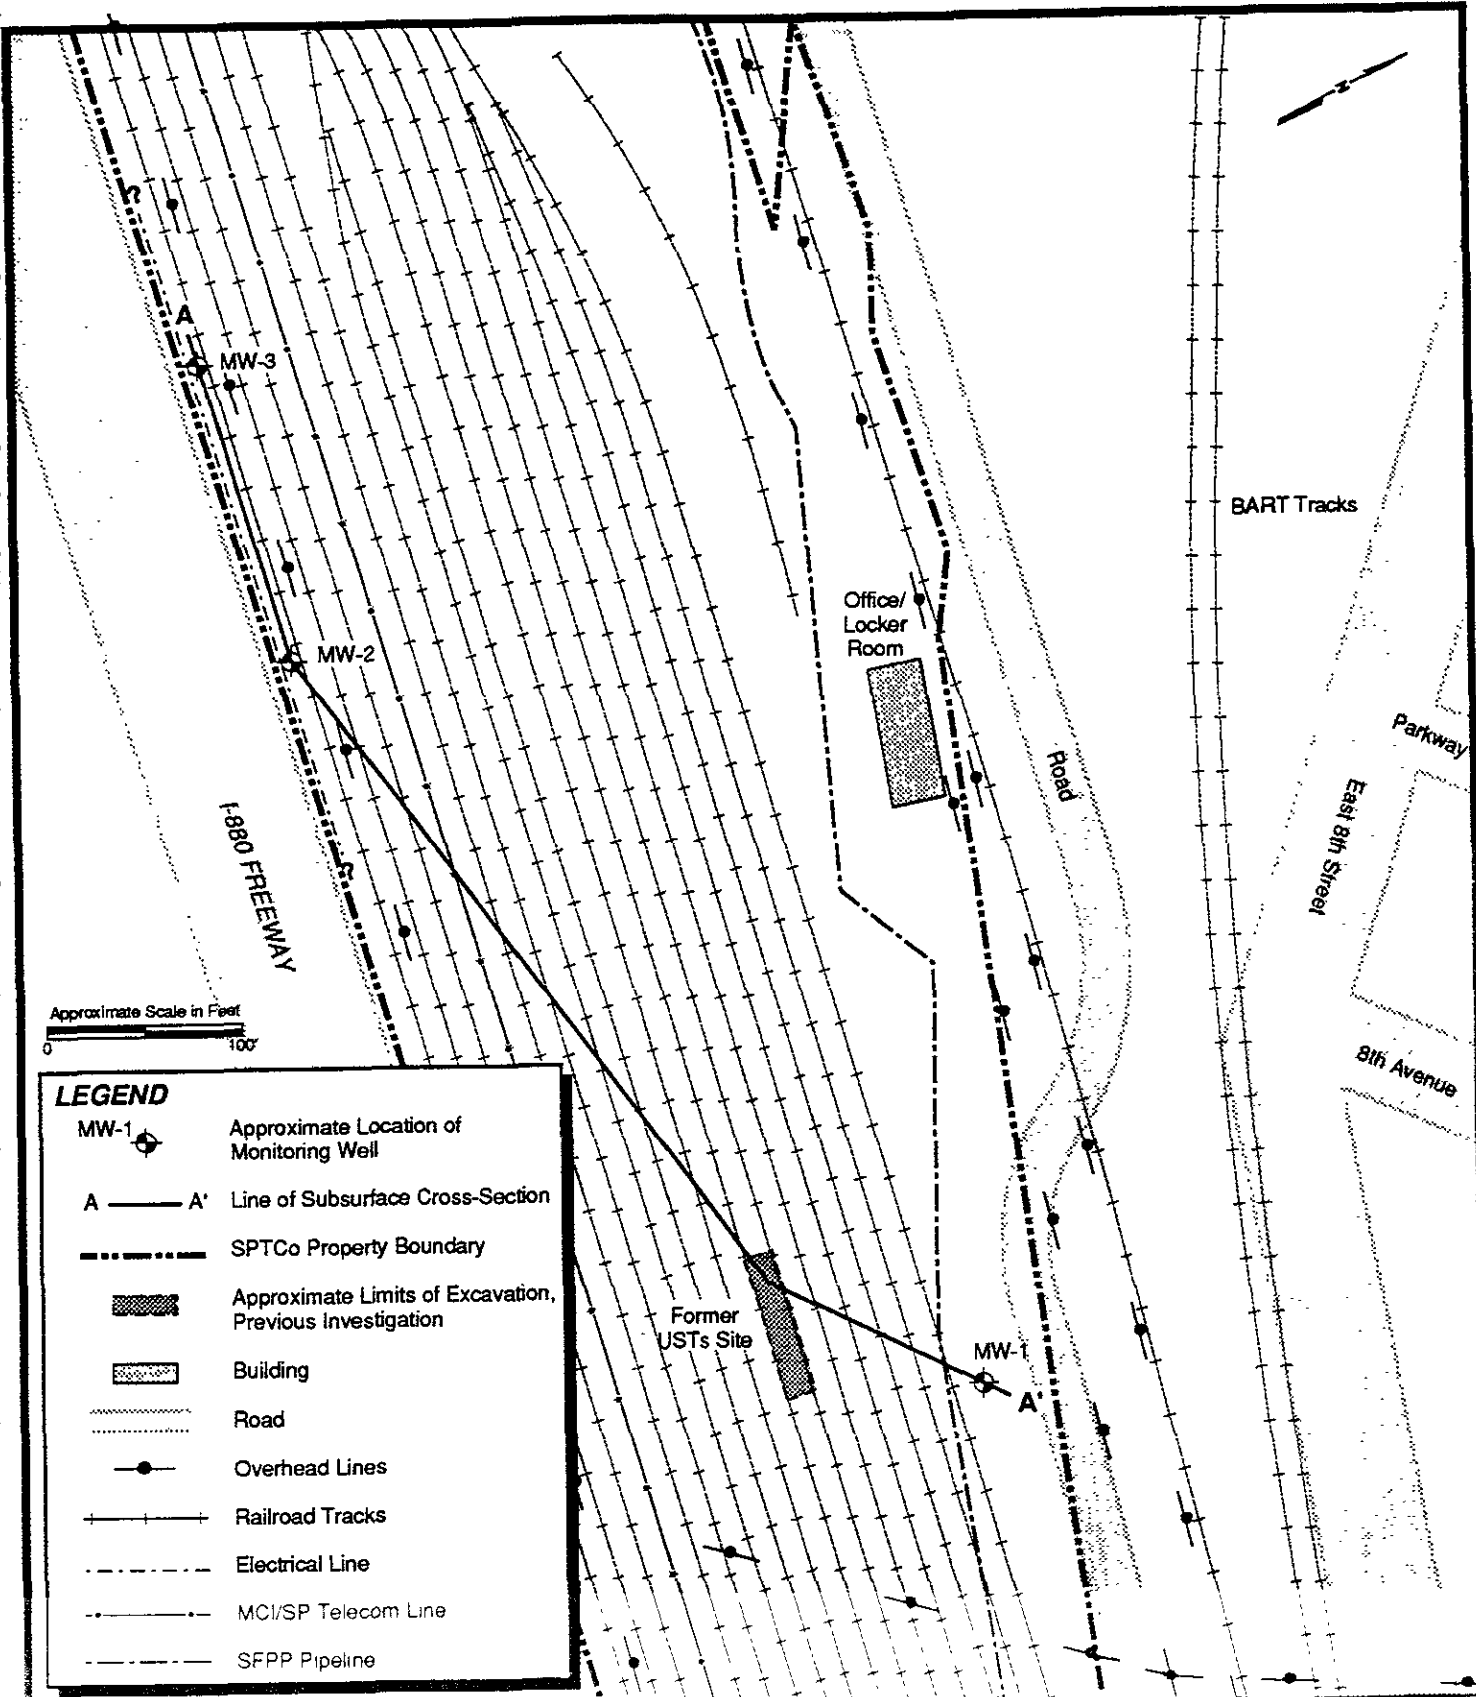 N
A
MW-3
BART Tracks
Office/
Locker
Room
MW-2
Parkway
Road
East 8th Street
I-880 FREEWAY
Approximate Scale in Feet
0 100'
8th Avenue
LEGEND
MW-1 Approximate Location of
Monitoring Well
A A' Line of Subsurface Cross-Section
SPTCo Property Boundary
Approximate Limits of Excavation,
Previous Investigation
Building
Road
Overhead Lines
Railroad Tracks
Electrical Line
MCI/SP Telecom Line
SFPP Pipeline
Former
USTs Site
MW-1
A'